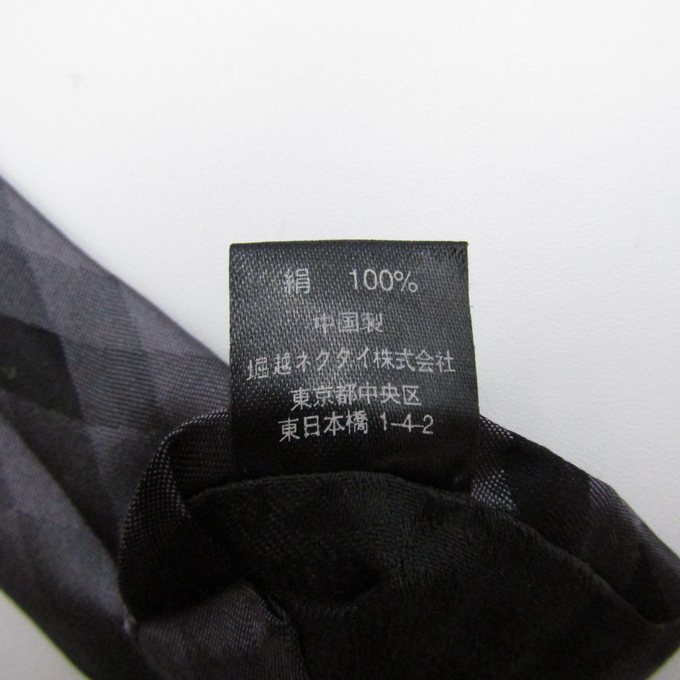 絹 100%
中国製
堀越ネクタイ株式会社
東京都中央区
東日本橋 1-4-2